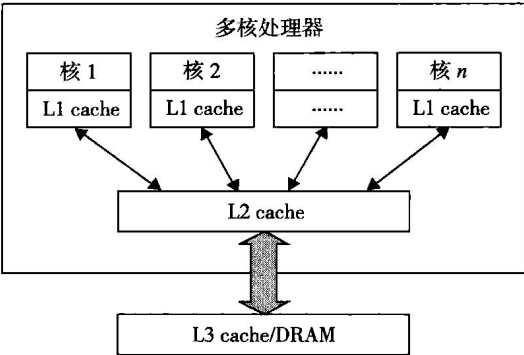 多核处理器
核 1
核 2
……
核 n
L1 cache
L1 cache
……
L1 cache
L2 cache
L3 cache/DRAM